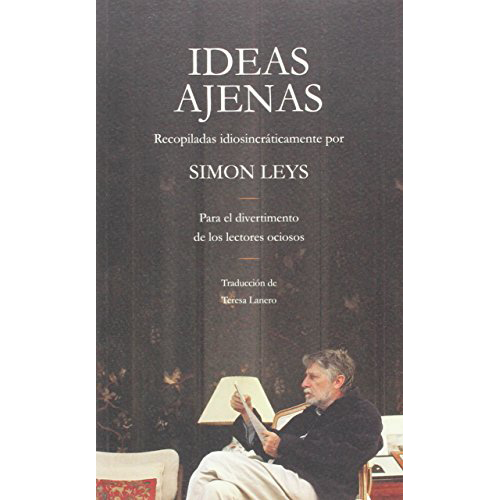 IDEAS
AJENAS
Recopiladas idiosincráticamente por
SIMON LEYS
Para el divertimento
de los lectores ociosos
Traducción de
Teresa Lanero